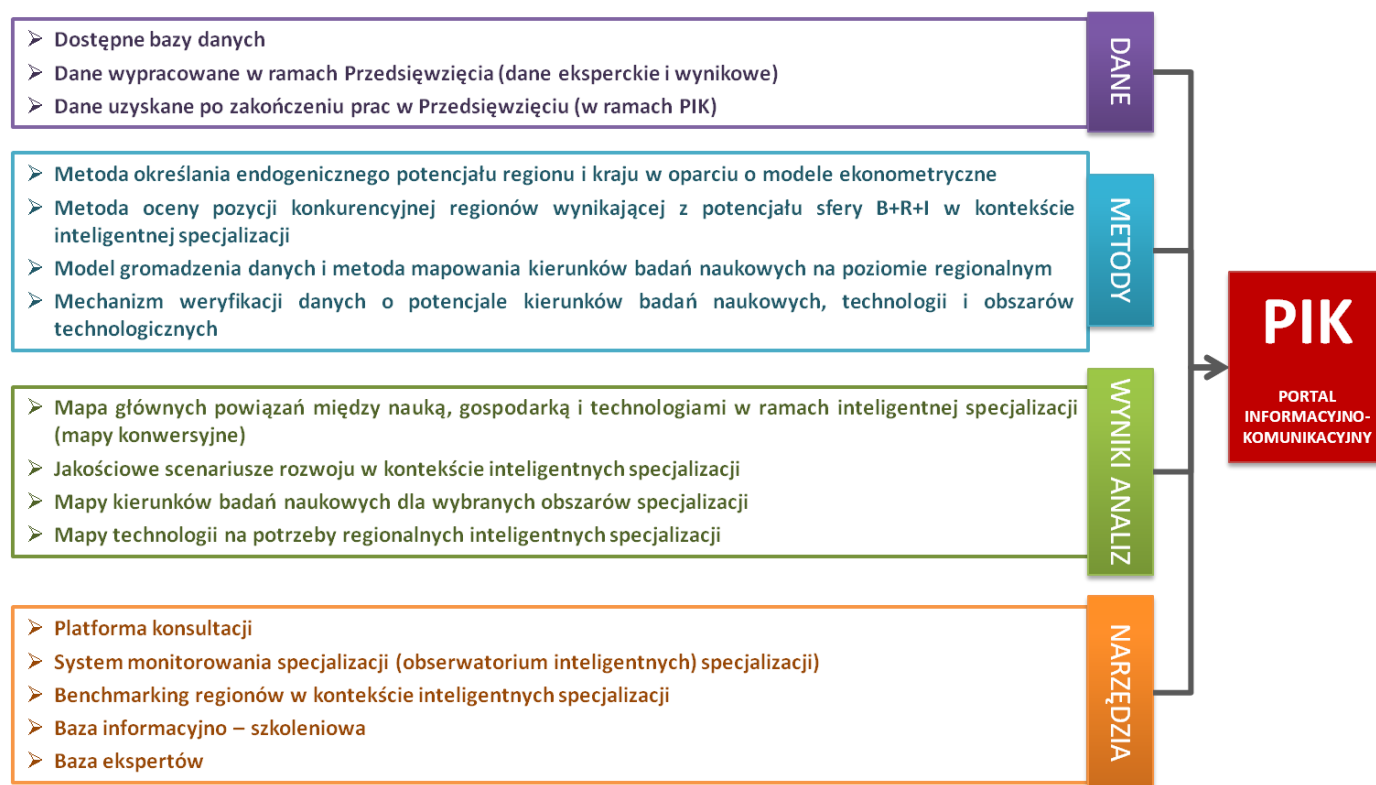 Dostępne bazy danych
Dane wypracowane w ramach Przedsięwzięcia (dane eksperckie i wynikowe)
Dane uzyskane po zakończeniu prac w Przedsięwzięciu (w ramach PIK)
DANE
Metoda określania endogenicznego potencjału regionu i kraju w oparciu o modele ekonometryczne
Metoda oceny pozycji konkurencyjnej regionów wynikającej z potencjału sfery B+R+I w kontekście
inteligentnej specjalizacji
Model gromadzenia danych i metoda mapowania kierunków badań naukowych na poziomie regionalnym
Mechanizm weryfikacji danych o potencjale kierunków badań naukowych, technologii i obszarów
technologicznych
METODY
Mapa głównych powiązań między nauką, gospodarką i technologiami w ramach inteligentnej specjalizacji
(mapy konwersyjne)
Jakościowe scenariusze rozwoju w kontekście inteligentnych specjalizacji
Mapy kierunków badań naukowych dla wybranych obszarów specjalizacji
Mapy technologii na potrzeby regionalnych inteligentnych specjalizacji
WYNIKI ANALIZ
Platforma konsultacji
System monitorowania specjalizacji (obserwatorium inteligentnych) specjalizacji)
Benchmarking regionów w kontekście inteligentnych specjalizacji
Baza informacyjno – szkoleniowa
Baza ekspertów
NARZĘDZIA
PIK
PORTAL
INFORMACYJNO-
KOMUNIKACYJNY